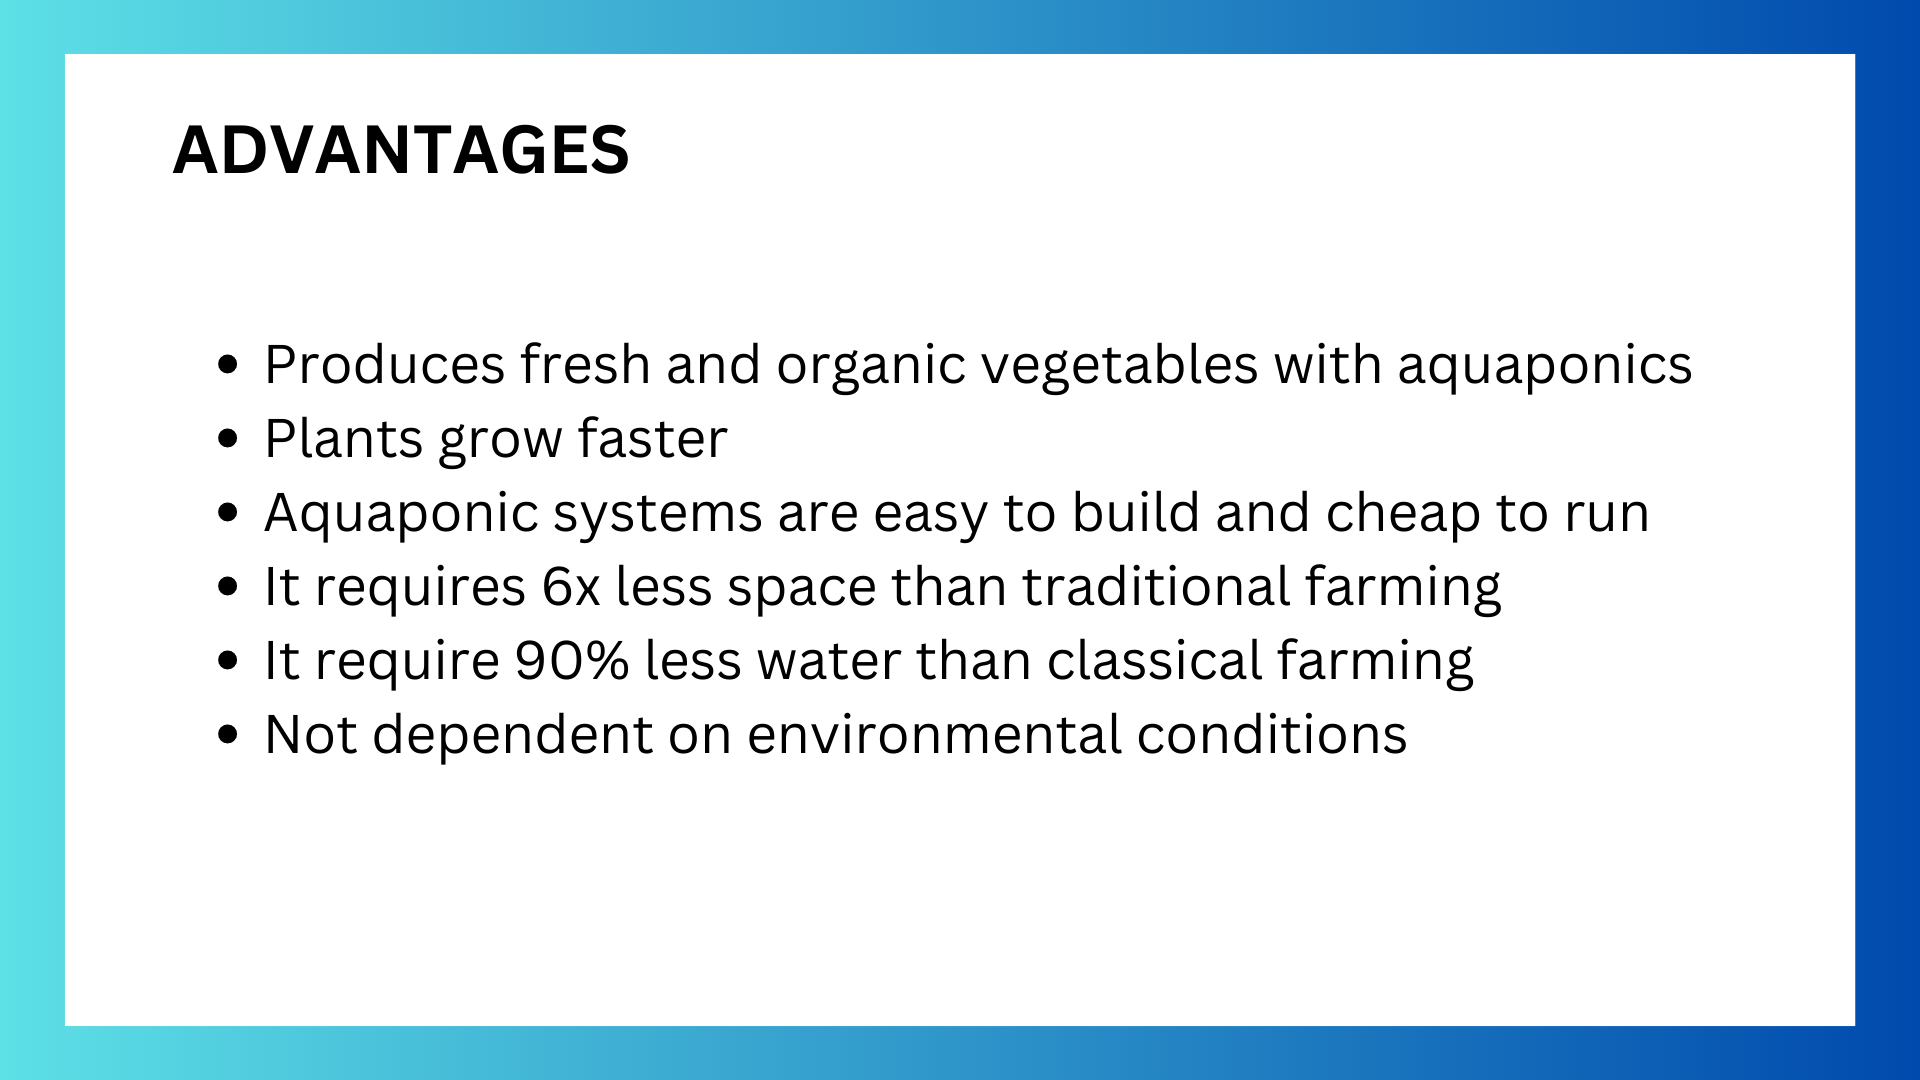 ADVANTAGES
• Produces fresh and organic vegetables with aquaponics
• Plants grow faster
• Aquaponic systems are easy to build and cheap to run
• It requires 6x less space than traditional farming
• It require 90% less water than classical farming
• Not dependent on environmental conditions